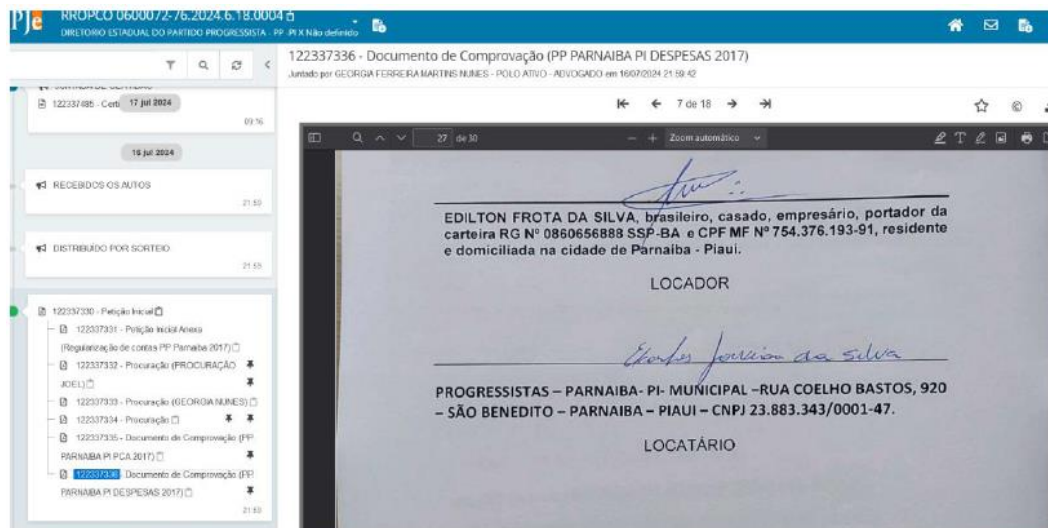 PJe
RROPCO 0600072-76.2024.6.18.0004
DIRETORIO ESTADUAL DO PARTIDO PROGRESSISTA - PP -PI X Não definido
122337485 - Certi
17 jul 2024
09:16
16 jul 2024
RECEBIDOS OS AUTOS
21:59
DISTRIBUÍDO POR SORTEIO
21:59
122337330 - Petição Inicial
122337331 - Petição Inicial Anexa
(Regularização de contas PP Parnaiba 2017)
122337332 - Procuração (PROCURAÇÃO
JOEL)
122337333 - Procuração (GEORGIA NUNES)
122337334 - Procuração
122337335 - Documento de Comprovação (PP
PARNAIBA PI PCA 2017)
122337336 - Documento de Comprovação (PP
PARNAIBA PI DESPESAS 2017)
21:59
122337336 - Documento de Comprovação (PP PARNAIBA PI DESPESAS 2017)
Juntado por GEORGIA FERREIRA MARTINS NUNES - POLO ATIVO - ADVOGADO em 16/07/2024 21:59:42
7 de 18
27 de 30
Zoom automático
EDILTON FROTA DA SILVA, brasileiro, casado, empresário, portador da
carteira RG Nº 0860656888 SSP-BA e CPF MF Nº 754.376.193-91, residente
e domiciliada na cidade de Parnaiba - Piaui.
LOCADOR
da Silva
PROGRESSISTAS – PARNAIBA- PI- MUNICIPAL –RUA COELHO BASTOS, 920
– SÃO BENEDITO – PARNAIBA – PIAUI – CNPJ 23.883.343/0001-47.
LOCATÁRIO